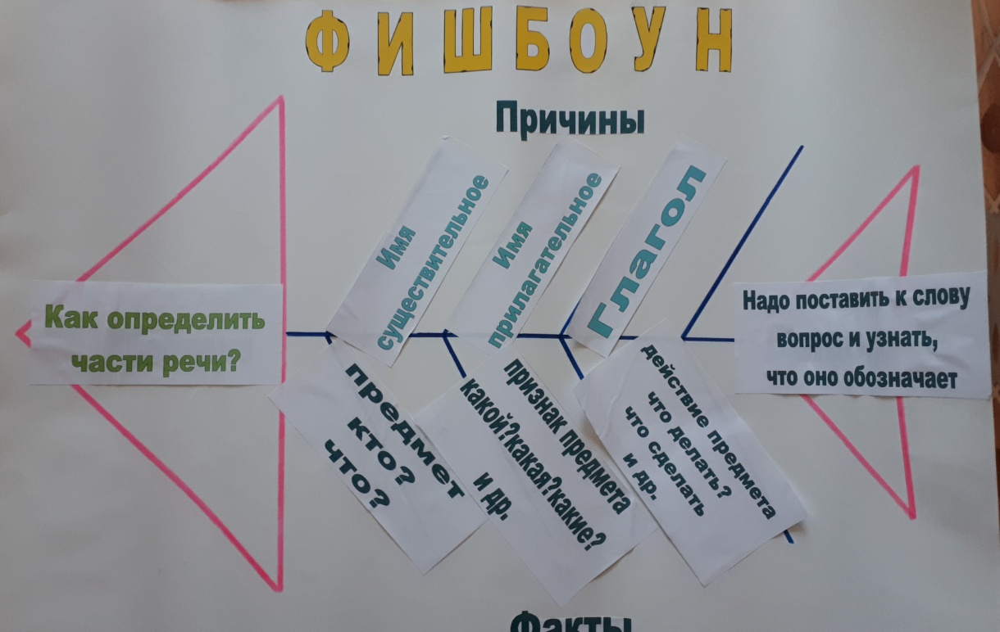 ФИШБОУН
Причины
Имя
существительное
Имя
прилагательное
Глагол
Как определить
части речи?
Надо поставить к слову
вопрос и узнать,
что оно обозначает
предмет
кто?
что?
признак предмета
какой?какая?какие?
и др.
действие предмета
что делать?
что сделать
и др.
Факты